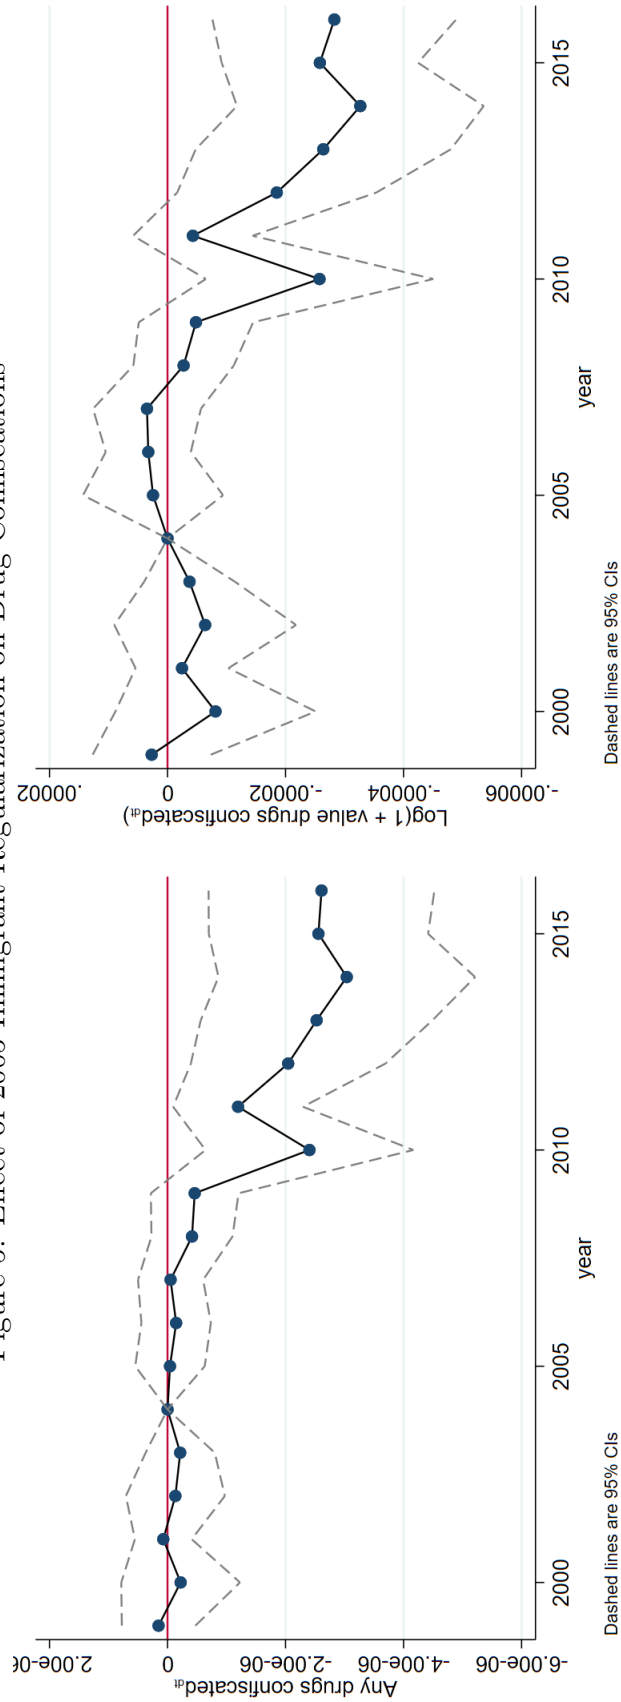 Effect of 2005 Immigrant Regularization on Drug Confiscations
Any drugs confiscated_dt
2.00e-06
0
-2.00e-06
-4.00e-06
-6.00e-06
2000 2005 2010 2015
year
Dashed lines are 95% CIs
Log(1 + value drugs confiscated_dt)
.00002
0
-.00002
-.00004
-.00006
2000 2005 2010 2015
year
Dashed lines are 95% CIs